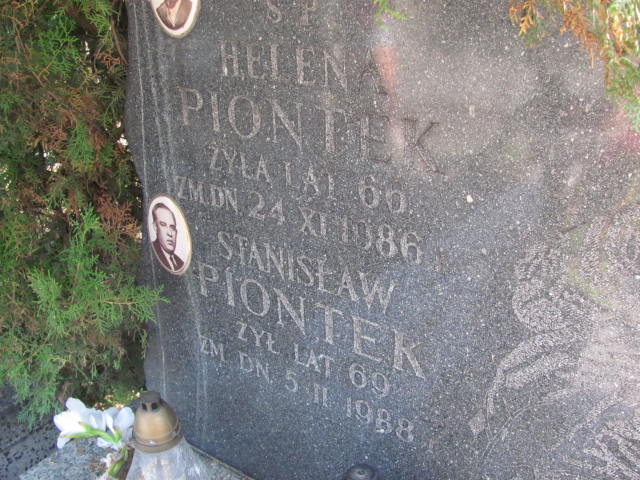 Ś P.
HELENA
PIONTEK
ŻYŁA LAT 66
ZM. DN. 24 XI 1986 r
STANISŁAW
PIONTEK
ŻYŁ LAT 69
ZM. DN. 5 II 1988 r